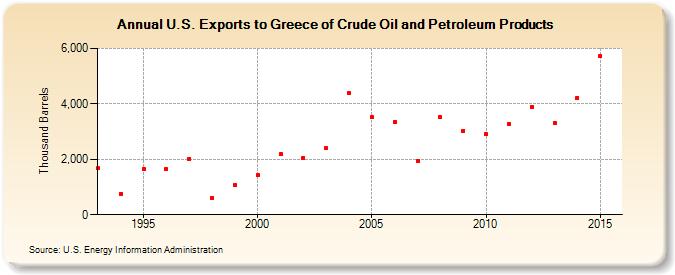 Annual U.S. Exports to Greece of Crude Oil and Petroleum Products
Thousand Barrels
6,000
4,000
2,000
0
1995 2000 2005 2010 2015
Source: U.S. Energy Information Administration